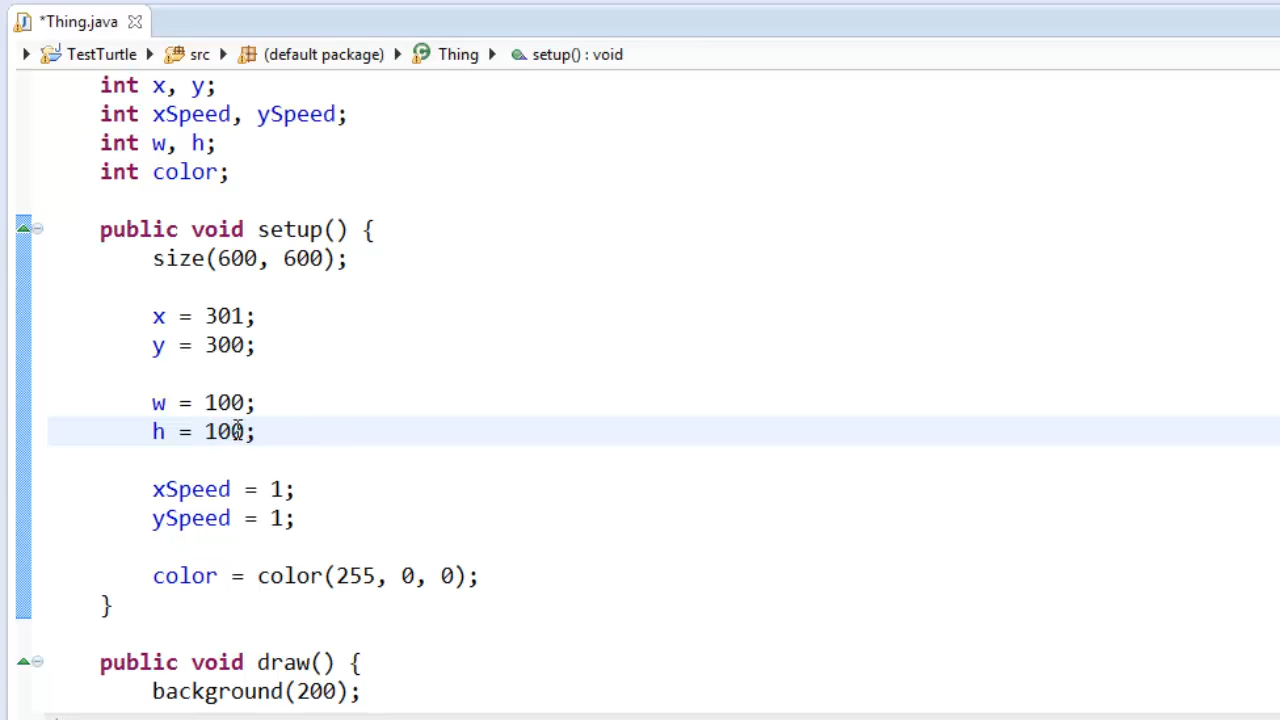 *Thing.java
TestTurtle src (default package) Thing setup() : void
int x, y;
int xSpeed, ySpeed;
int w, h;
int color;
public void setup() {
size(600, 600);
x = 301;
y = 300;
w = 100;
h = 100;
xSpeed = 1;
ySpeed = 1;
color = color(255, 0, 0);
}
public void draw() {
background(200);